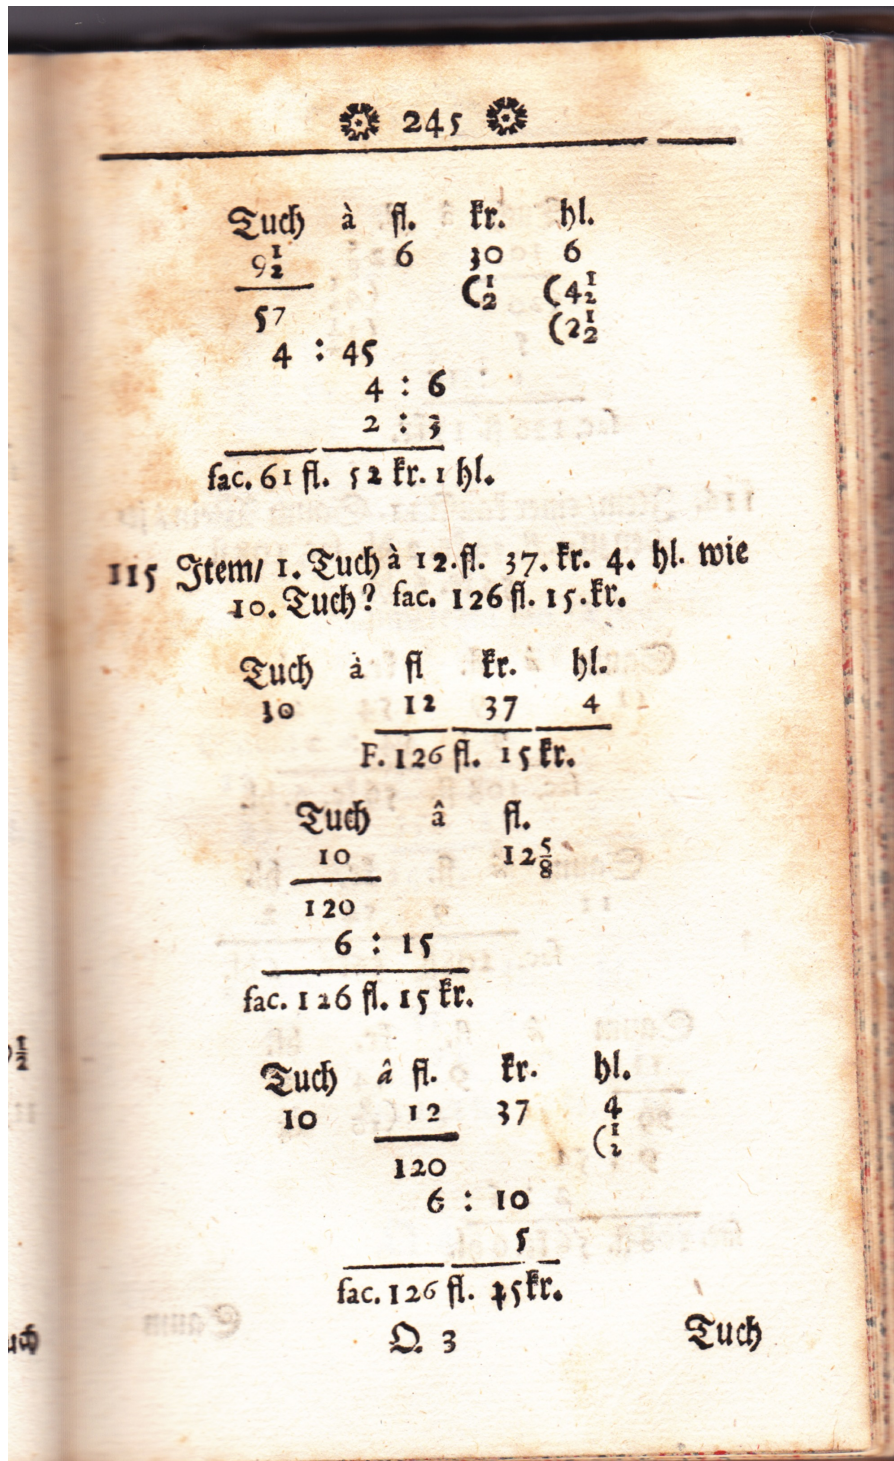 245
Tuch à fl. kr. hl.
9½ 6 30 6
(½ (4½
57 (2½
4 : 45
4 : 6
2 : 3
fac. 61 fl. 52 kr. 1 hl.
115 Item/ 1. Tuch à 12. fl. 37. kr. 4. hl. wie
10. Tuch? fac. 126 fl. 15. kr.
Tuch à fl kr. hl.
10 12 37 4
F. 126 fl. 15 kr.
Tuch â fl.
10 12⅝
120
6 : 15
fac. 126 fl. 15 kr.
Tuch â fl. kr. hl.
10 12 37 4
(½
120
6 : 10
5
fac. 126 fl. 15 kr.
Q. 3 Tuch